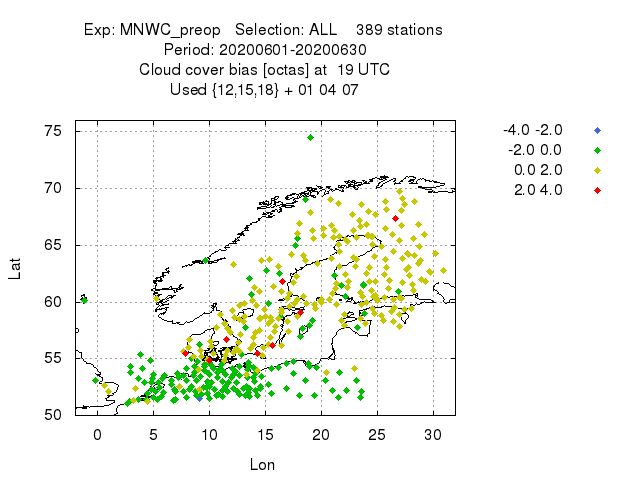 Exp: MNWC_preop   Selection: ALL    389 stations
Period: 20200601-20200630
Cloud cover bias [octas] at  19 UTC
Used {12,15,18} + 01 04 07
-4.0 -2.0
-2.0 0.0
0.0 2.0
2.0 4.0
75
70
65
60
55
50
Lat
0 5 10 15 20 25 30
Lon